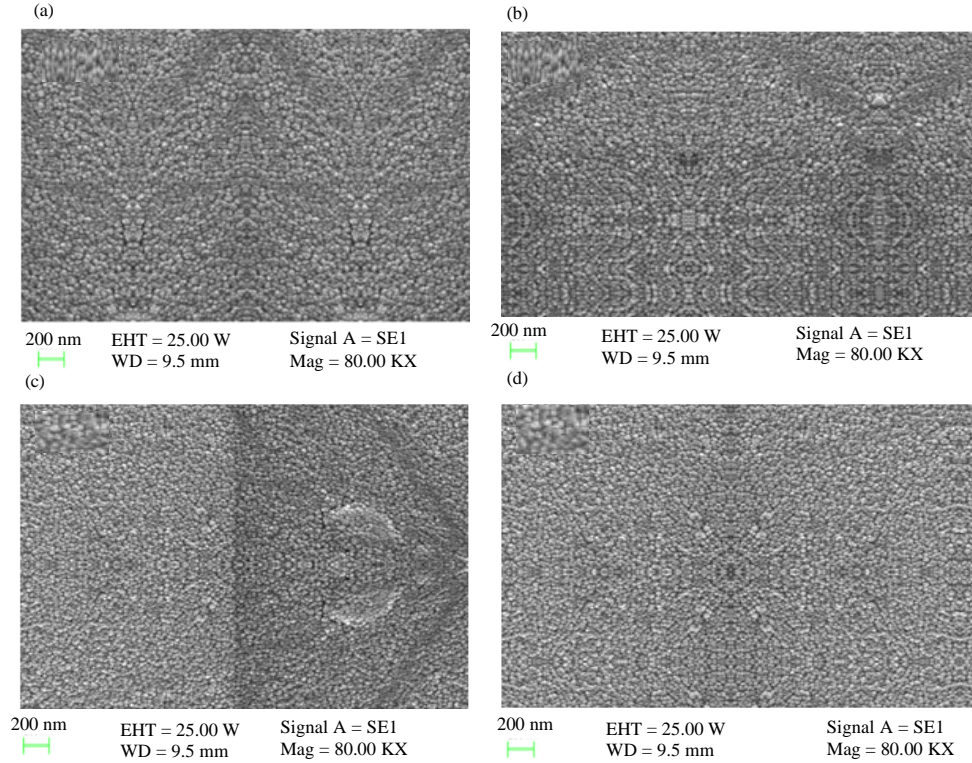 (a)
(b)
200 nm
EHT = 25.00 W
WD = 9.5 mm
Signal A = SE1
Mag = 80.00 KX
200 nm
EHT = 25.00 W
WD = 9.5 mm
Signal A = SE1
Mag = 80.00 KX
(c)
(d)
200 nm
EHT = 25.00 W
WD = 9.5 mm
Signal A = SE1
Mag = 80.00 KX
200 nm
EHT = 25.00 W
WD = 9.5 mm
Signal A = SE1
Mag = 80.00 KX